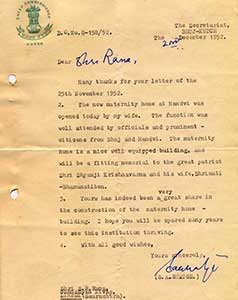 CHIEF COMMISSIONER
KUTCH
The Secretariat,
D.O.No.G-158/52.
BHUJ-KUTCH
The 2nd December 1952.
Dear
Many thanks for your letter of the
25th November 1952.
2. The new maternity home at Mandvi was
opened today by my wife. The function was
well attended by officials and prominent
citizens from Bhuj and Mandvi. The maternity
home is a nice well equipped building, and
will be a fitting memorial to the great patriot
Shri Shyamji Krishnavarma and his wife, Shrimati
Bhanumatiben.
very
3. Yours has indeed been a great share in
the construction of the maternity home
building. I hope you will be spared many years
to see this institution thriving.
4. With all good wishes,
Yours Sincerely,
Shri S.R. Rana,